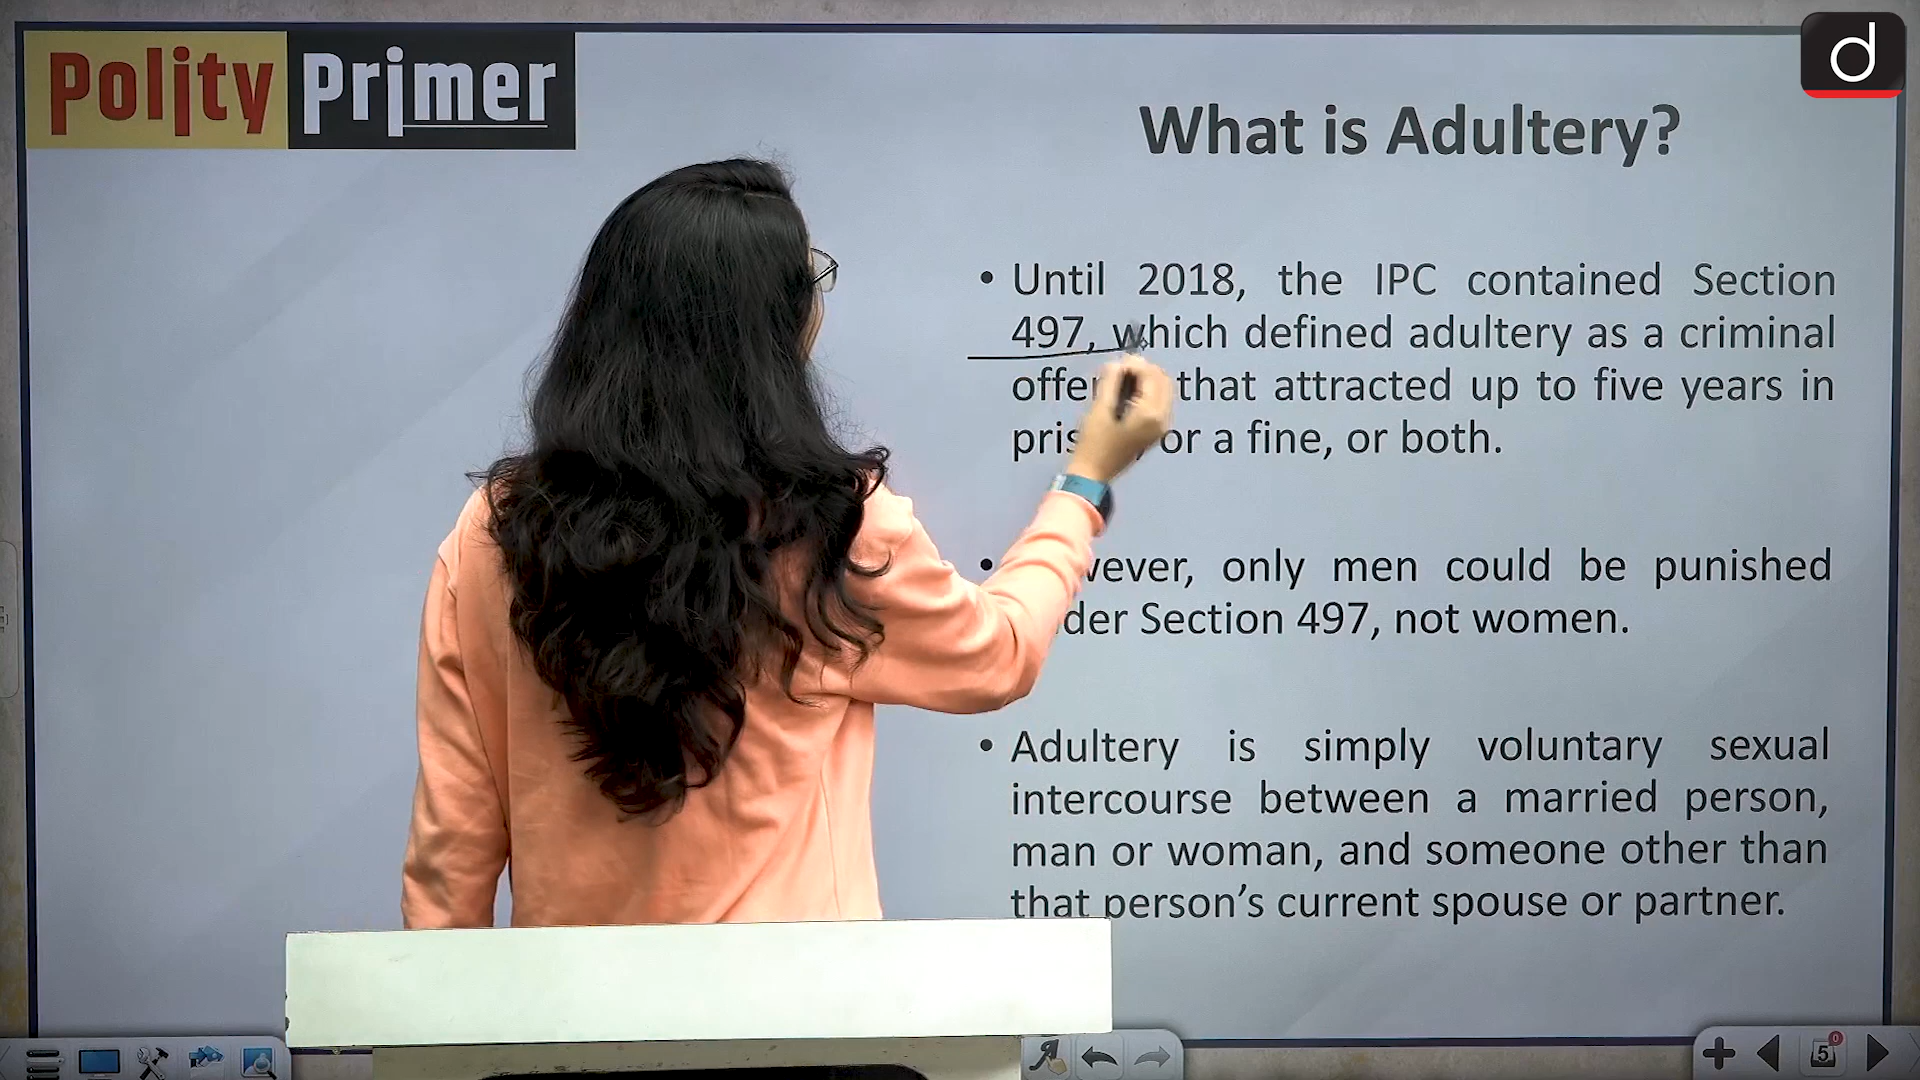 Polity Primer
d
What is Adultery?
• Until 2018, the IPC contained Section
497, which defined adultery as a criminal
that attracted up to five years in
or a fine, or both.
• only men could be punished
Section 497, not women.
• Adultery is simply voluntary sexual
intercourse between a married person,
man or woman, and someone other than
that person's current spouse or partner.
5
0